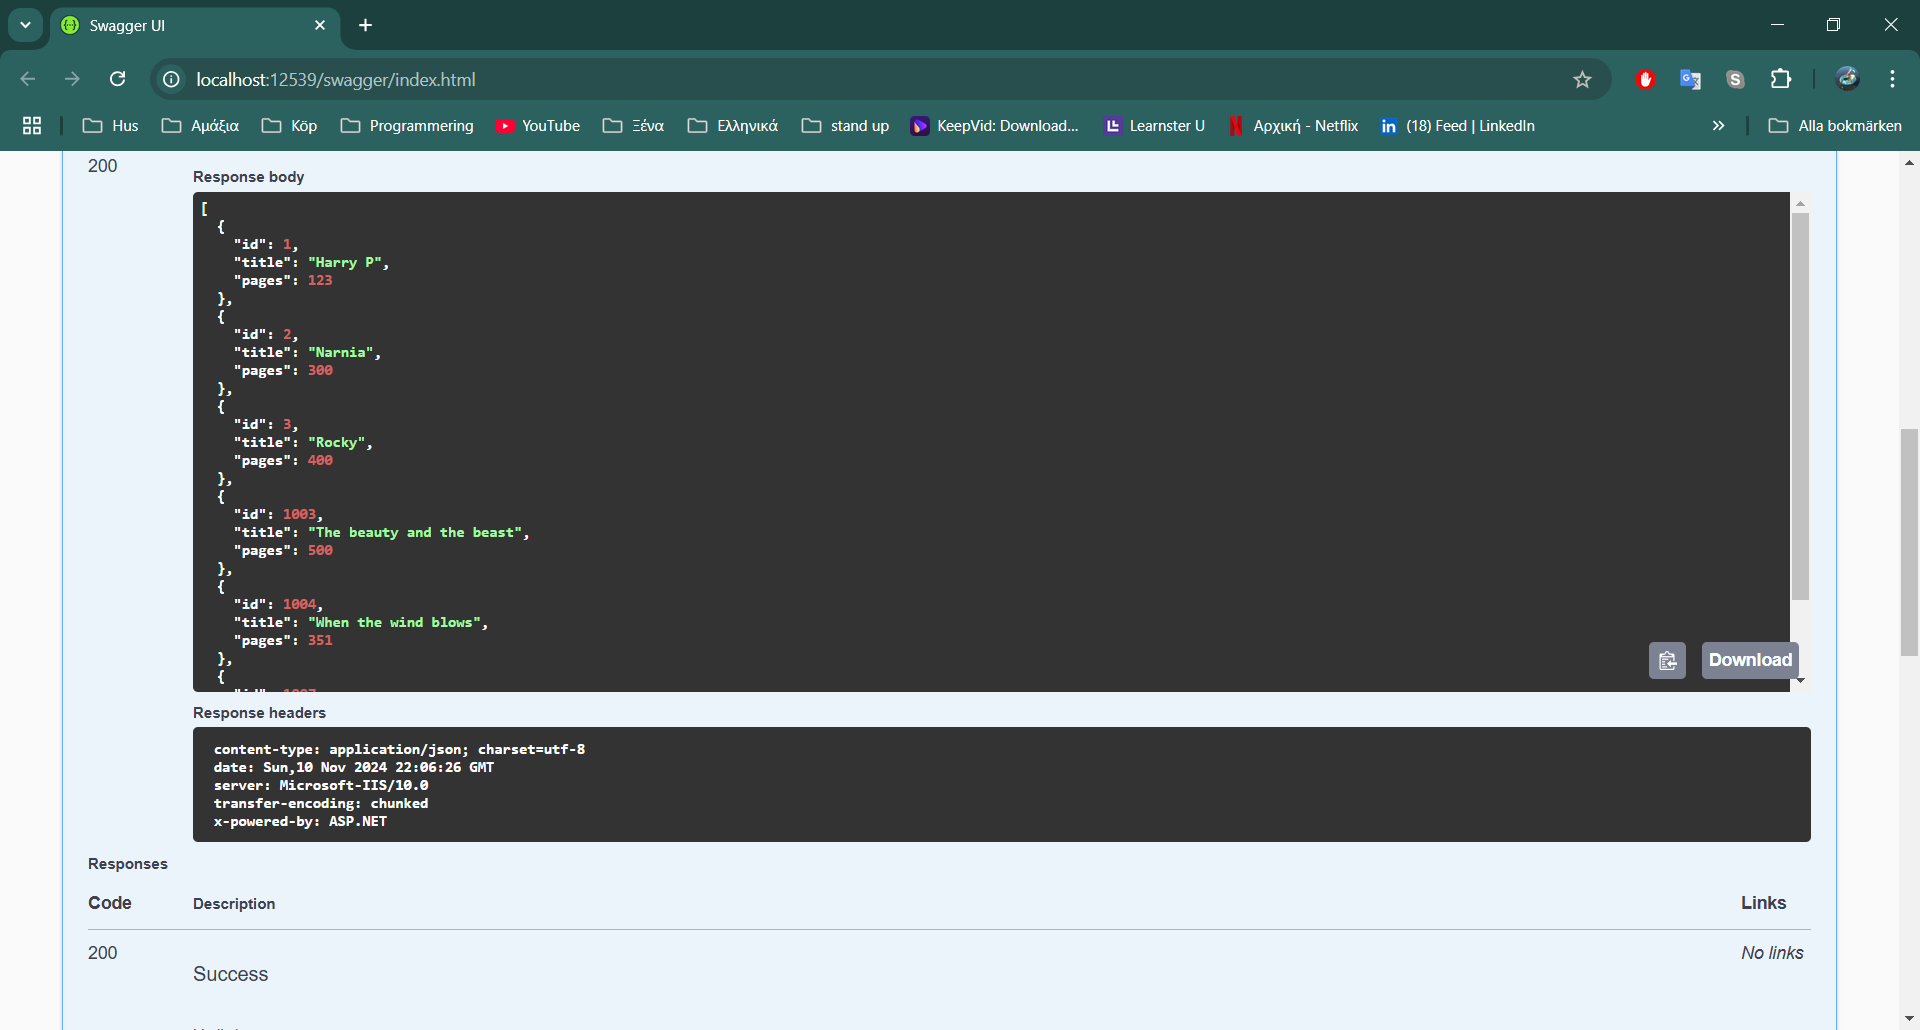 Swagger UI
localhost:12539/swagger/index.html
Hus Αμάξια Köp Programmering YouTube Ξένα Ελληνικά stand up KeepVid: Download... Learnster U Αρχική - Netflix (18) Feed | LinkedIn » Alla bokmärken
200
Response body
[
{
"id": 1,
"title": "Harry P",
"pages": 123
},
{
"id": 2,
"title": "Narnia",
"pages": 300
},
{
"id": 3,
"title": "Rocky",
"pages": 400
},
{
"id": 1003,
"title": "The beauty and the beast",
"pages": 500
},
{
"id": 1004,
"title": "When the wind blows",
"pages": 351
},
{
Download
Response headers
content-type: application/json; charset=utf-8
date: Sun,10 Nov 2024 22:06:26 GMT
server: Microsoft-IIS/10.0
transfer-encoding: chunked
x-powered-by: ASP.NET
Responses
Code Description Links
200 No links
Success